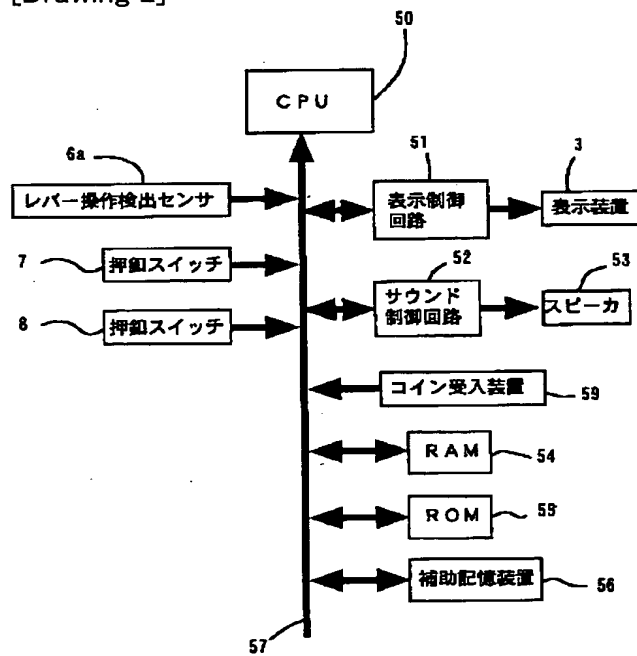 50
CPU
6a
レバー操作検出センサ
51
表示制御
回路
3
表示装置
7
押釦スイッチ
52
サウンド
制御回路
53
スピーカ
8
押釦スイッチ
コイン受入装置
59
RAM
54
ROM
55
補助記憶装置
56
57